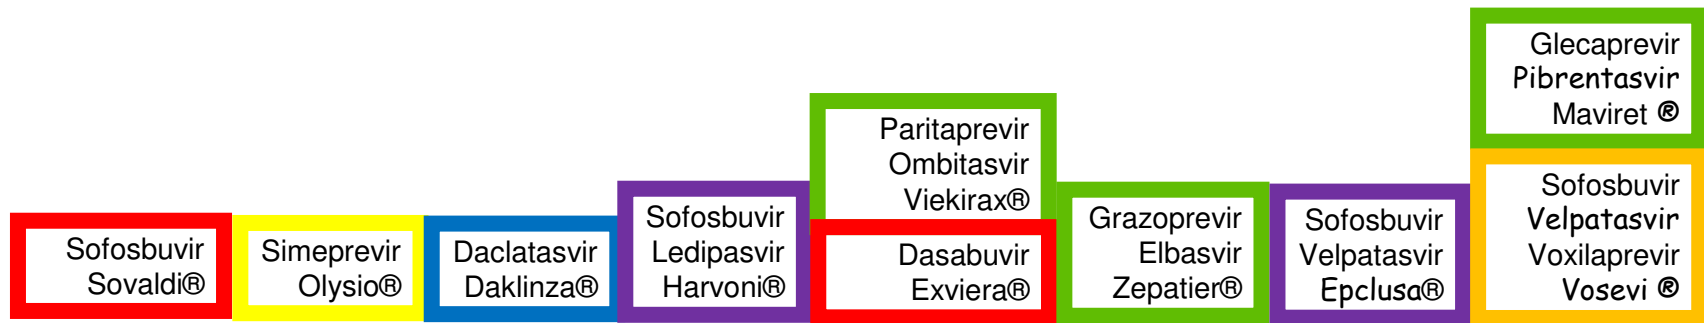 Sofosbuvir
Sovaldi®
Simeprevir
Olysio®
Daclatasvir
Daklinza®
Sofosbuvir
Ledipasvir
Harvoni®
Paritaprevir
Ombitasvir
Viekirax®
Dasabuvir
Exviera®
Grazoprevir
Elbasvir
Zepatier®
Sofosbuvir
Velpatasvir
Epclusa®
Glecaprevir
Pibrentasvir
Maviret ®
Sofosbuvir
Velpatasvir
Voxilaprevir
Vosevi ®